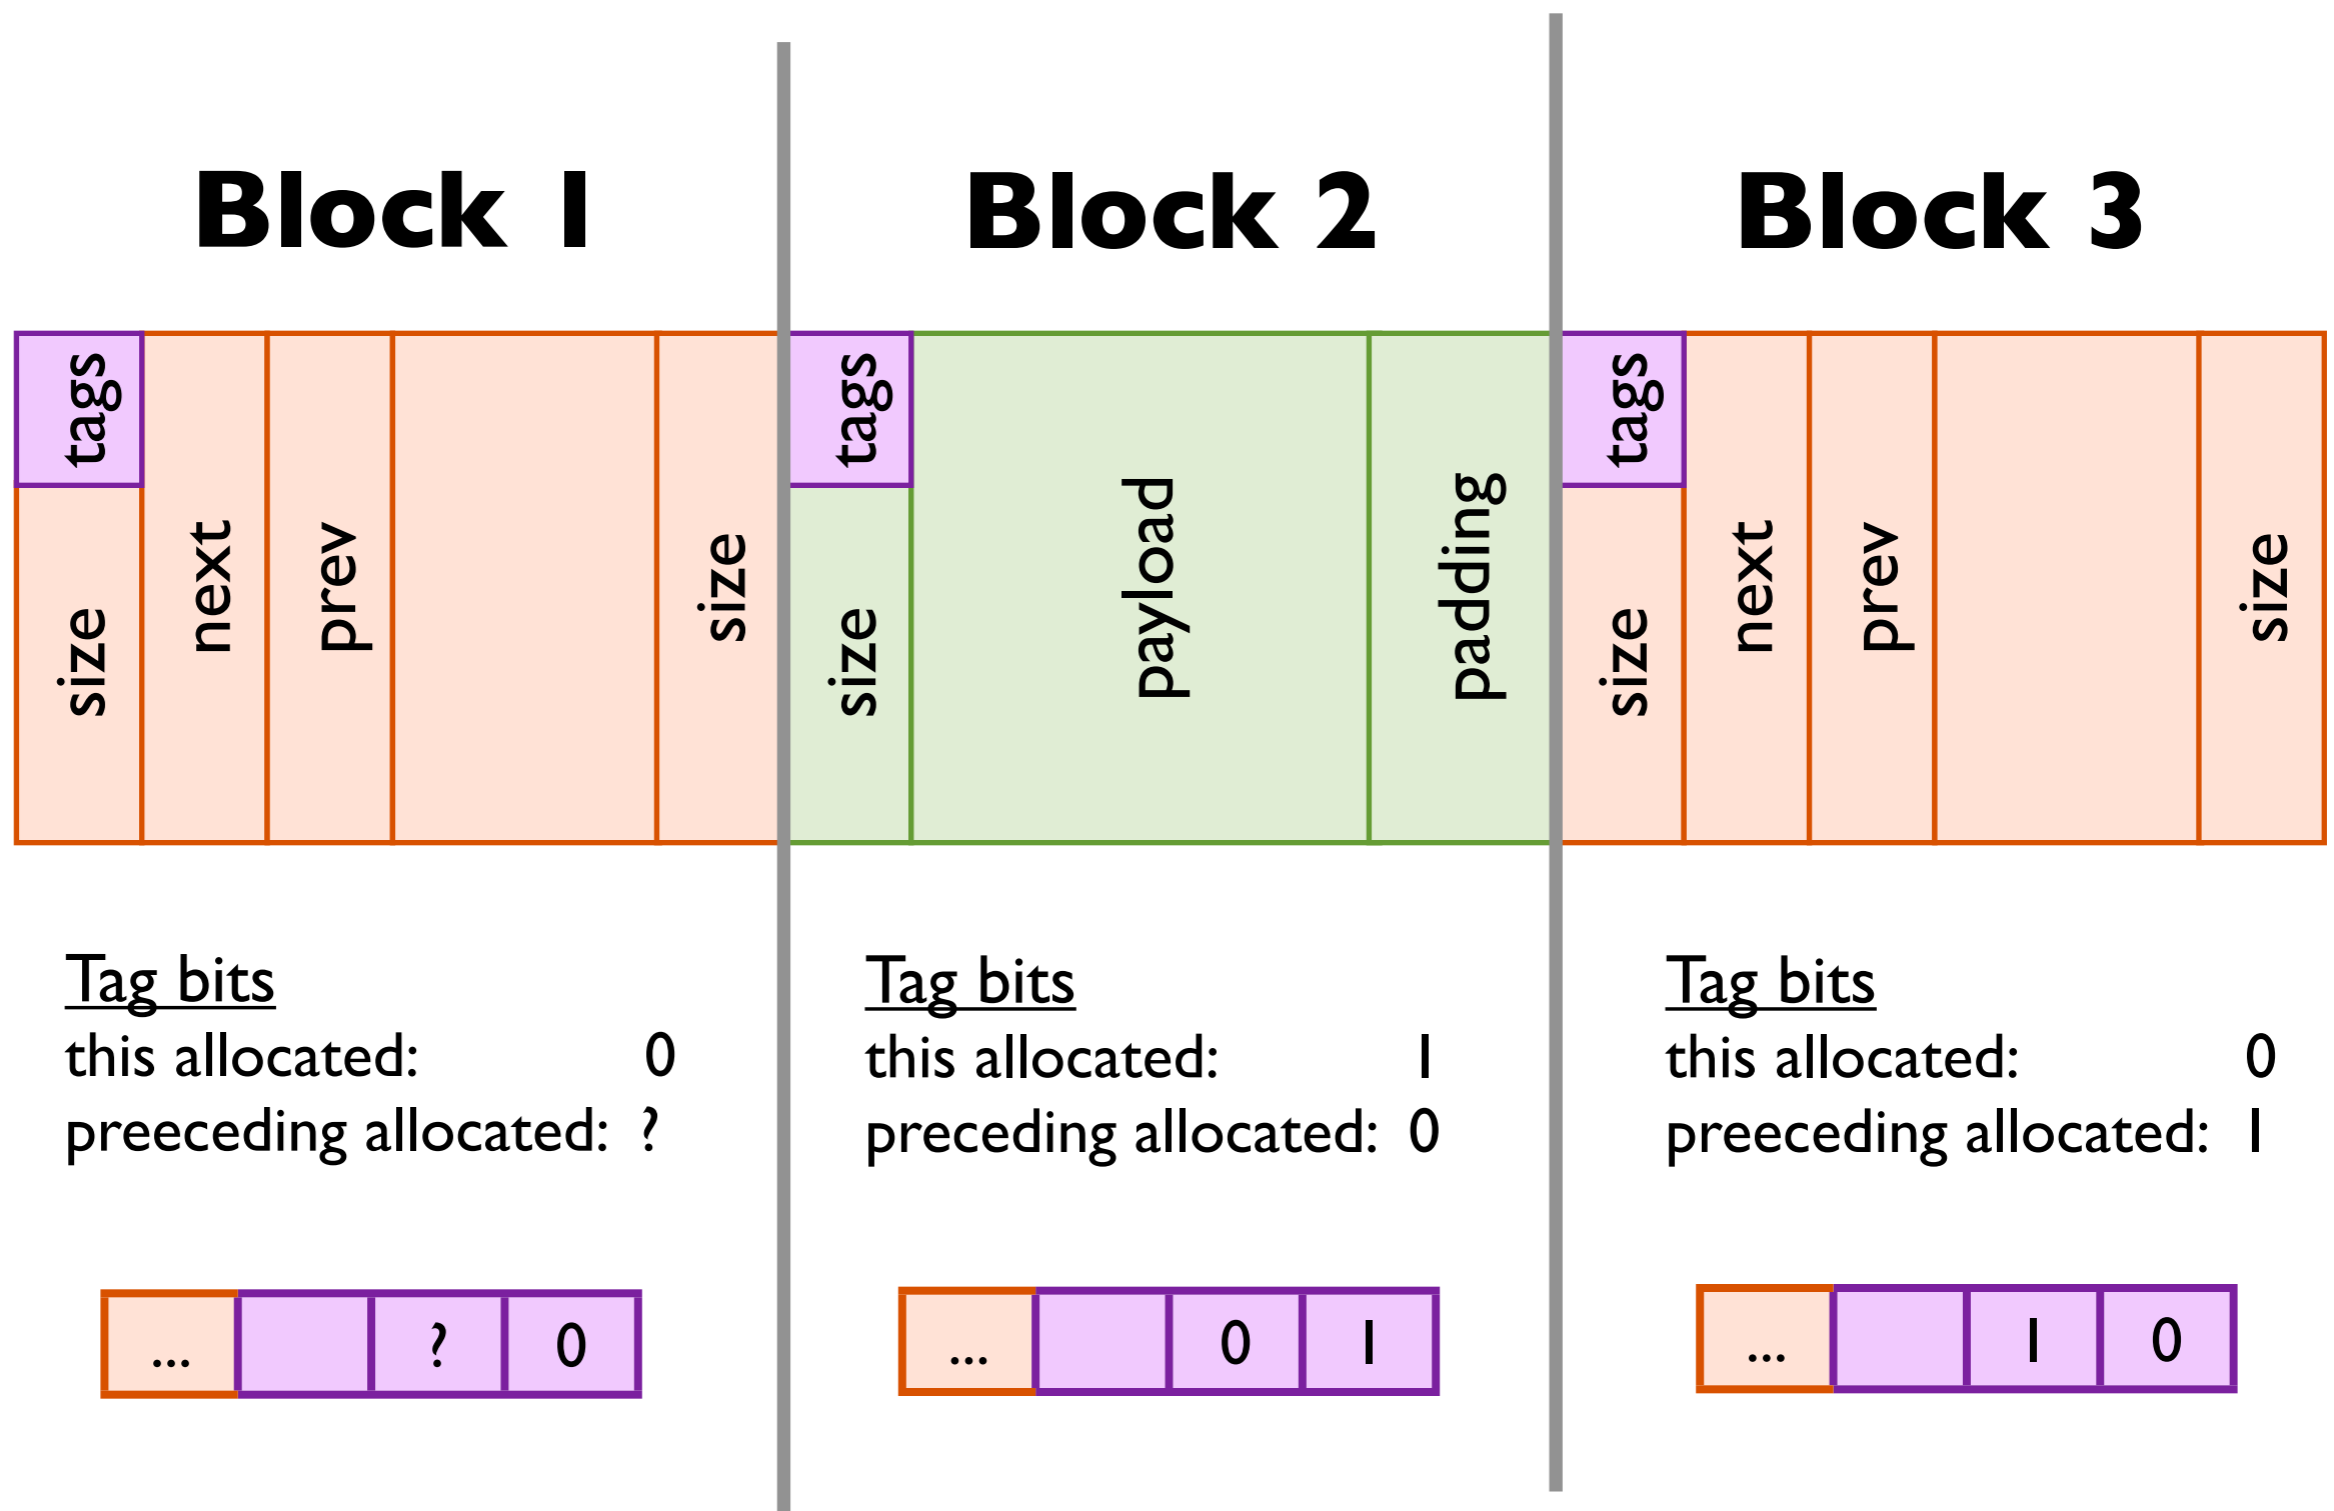 Block 1
Block 2
Block 3
tags
size
next
prev
size
tags
size
payload
padding
tags
size
next
prev
size
Tag bits
this allocated: 0
preeceding allocated: ?
Tag bits
this allocated: 1
preceding allocated: 0
Tag bits
this allocated: 0
preeceding allocated: 1
... ? 0
... 0 1
... 1 0